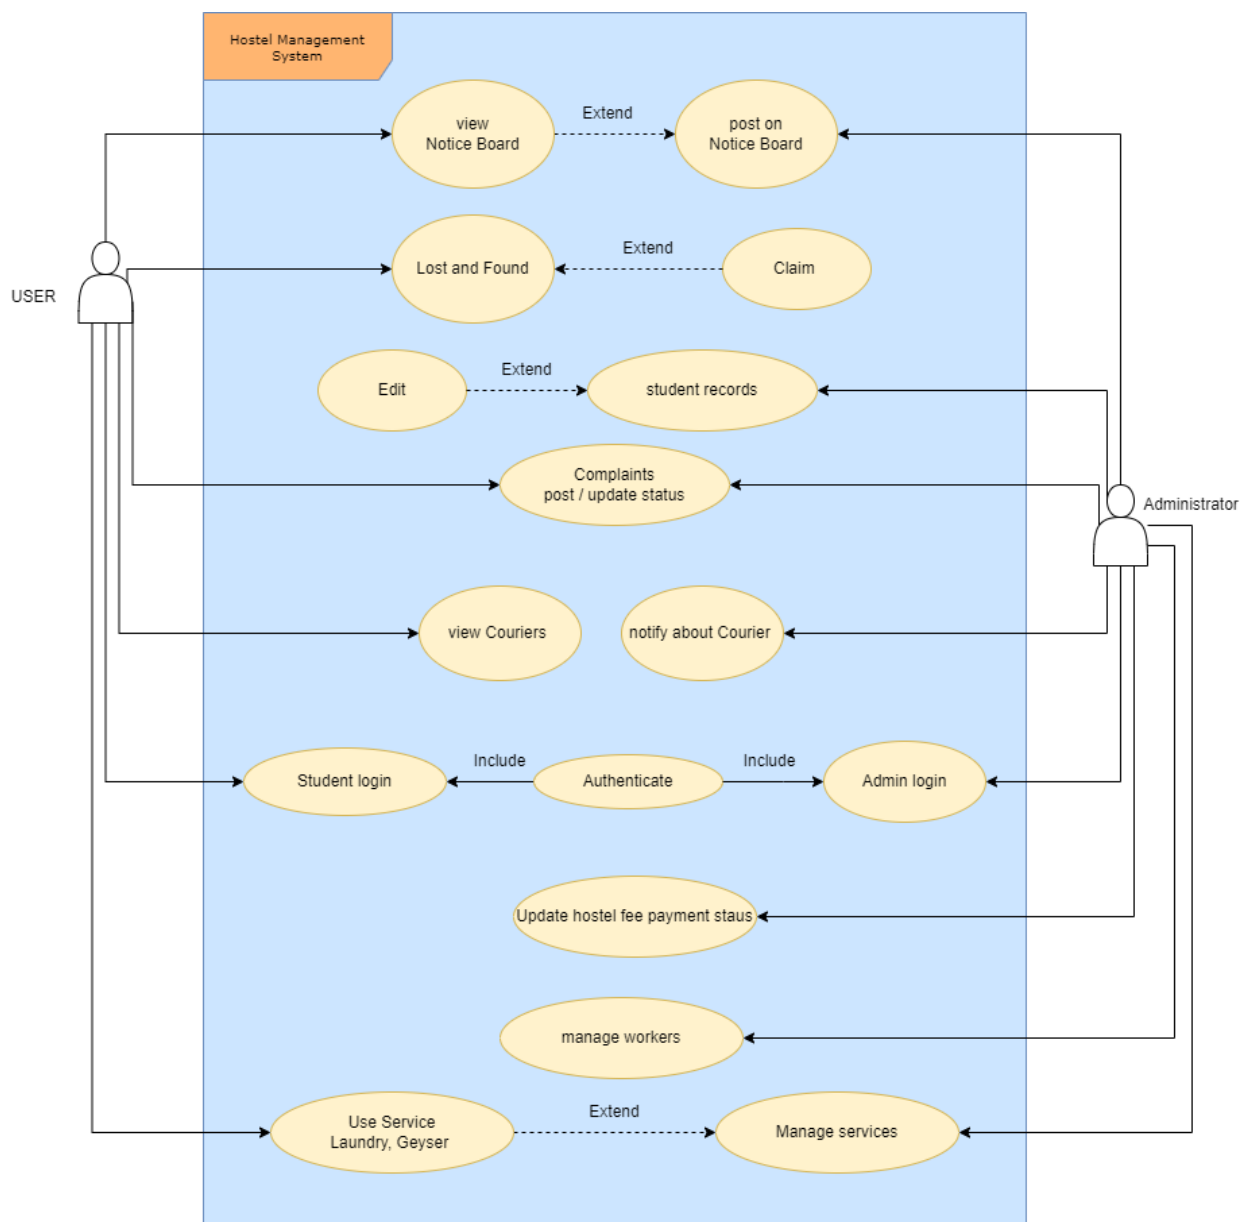 Hostel Management
System
view
Notice Board
Extend
post on
Notice Board
Lost and Found
Extend
Claim
USER
Edit
Extend
student records
Complaints
post / update status
Administrator
view Couriers
notify about Courier
Student login
Include
Authenticate
Include
Admin login
Update hostel fee payment staus
manage workers
Use Service
Laundry, Geyser
Extend
Manage services